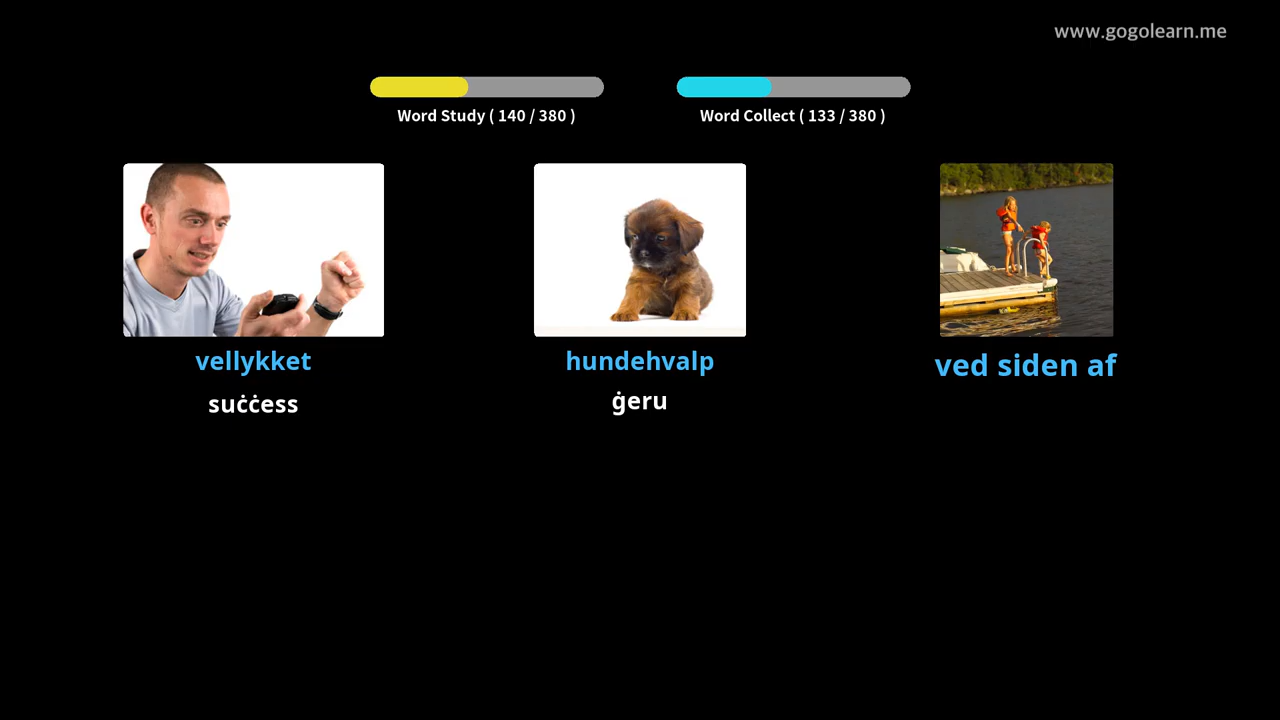 www.gogolearn.me
Word Study ( 140 / 380 )
Word Collect ( 133 / 380 )
vellykket
hundehvalp
ved siden af
suċċess
ġeru